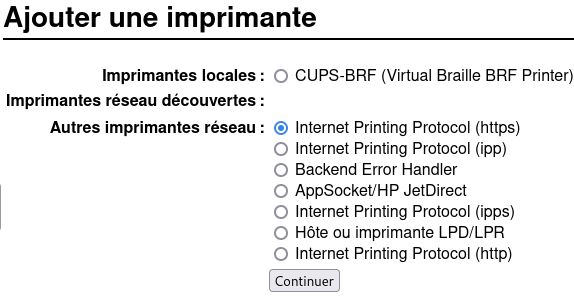 Ajouter une imprimante
Imprimantes locales : CUPS-BRF (Virtual Braille BRF Printer)
Imprimantes réseau découvertes :
Autres imprimantes réseau : Internet Printing Protocol (https)
Internet Printing Protocol (ipp)
Backend Error Handler
AppSocket/HP JetDirect
Internet Printing Protocol (ipps)
Hôte ou imprimante LPD/LPR
Internet Printing Protocol (http)
Continuer